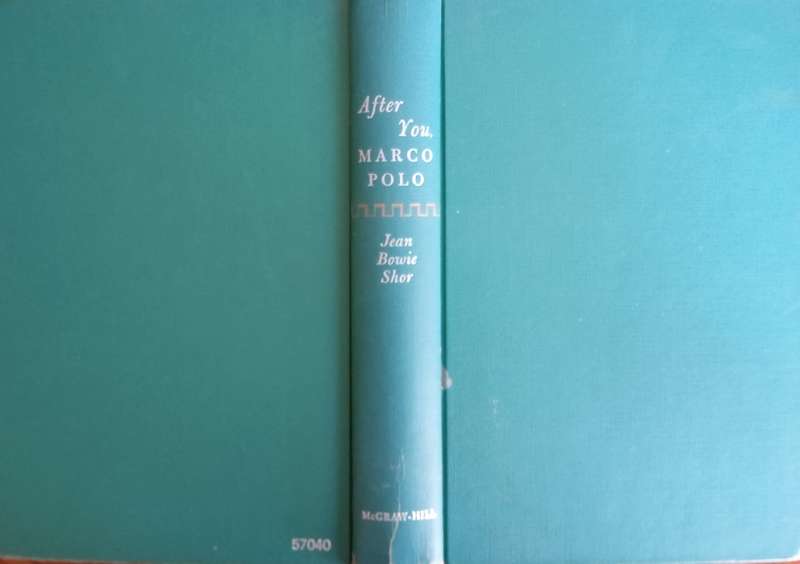 After
You,
MARCO
POLO
Jean
Bowie
Shor
McGRAW-HILL
57040